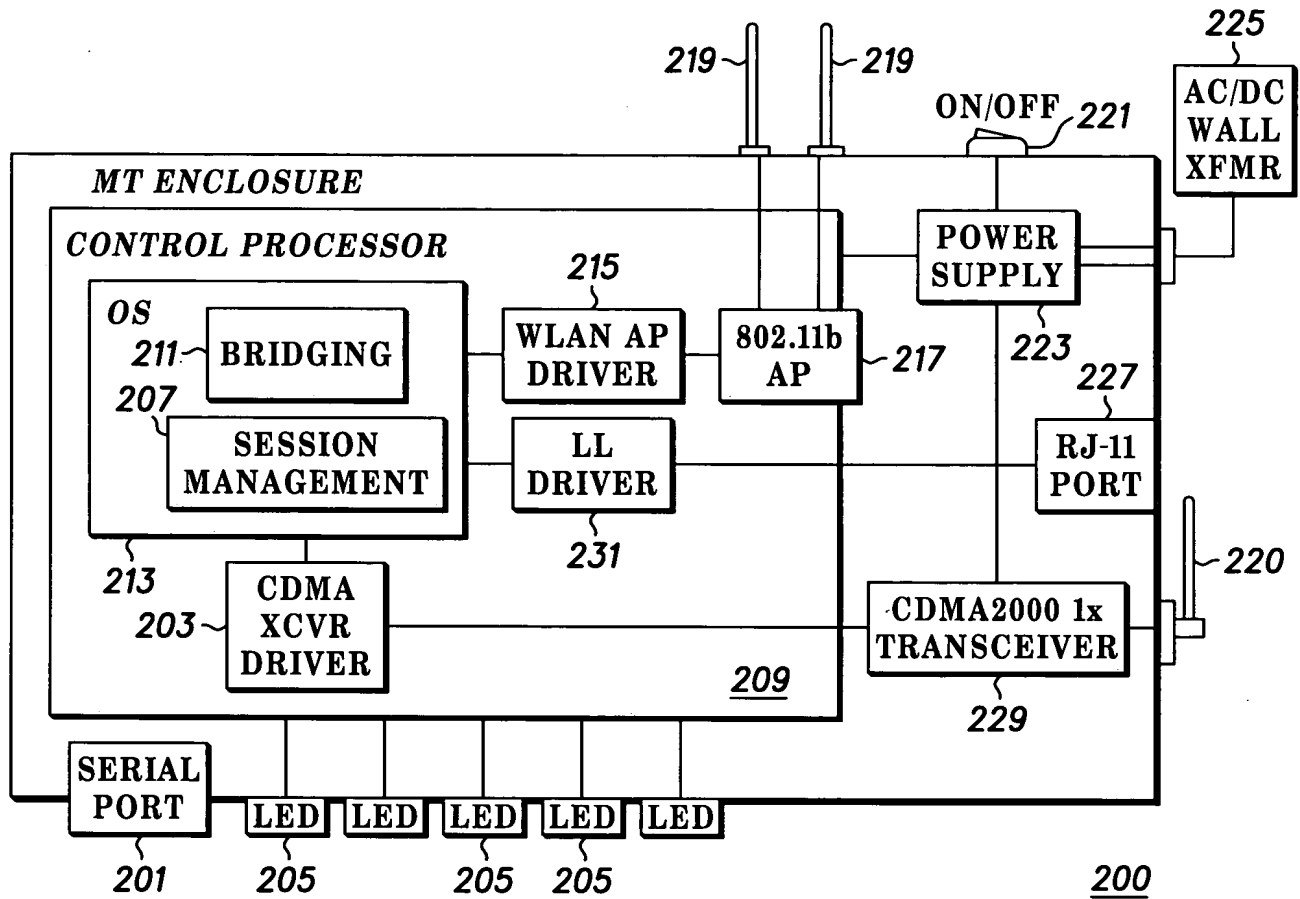 225
219
219
AC/DC
WALL
XFMR
ON/OFF
221
MT ENCLOSURE
CONTROL PROCESSOR
POWER
SUPPLY
223
OS
211
BRIDGING
215
WLAN AP
DRIVER
802.11b
AP
217
227
RJ-11
PORT
207
SESSION
MANAGEMENT
LL
DRIVER
231
213
220
203
CDMA
XCVR
DRIVER
CDMA2000 1x
TRANSCEIVER
229
209
SERIAL
PORT
201
LED
LED
LED
LED
LED
205
205
205
200